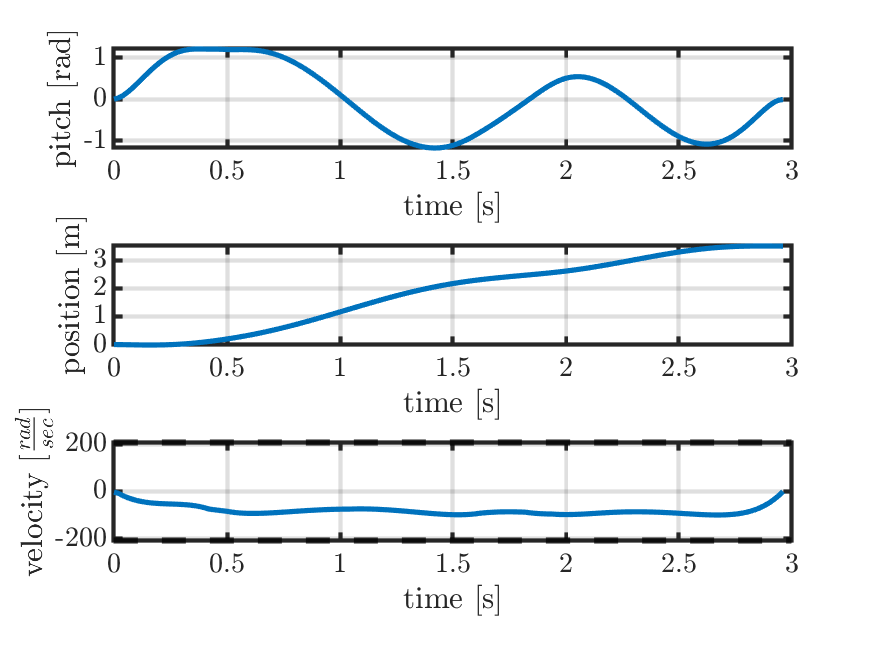 pitch [rad]
1
0
-1
0 0.5 1 1.5 2 2.5 3
time [s]
position [m]
3
2
1
0
0 0.5 1 1.5 2 2.5 3
time [s]
velocity [rad/sec]
200
0
-200
0 0.5 1 1.5 2 2.5 3
time [s]